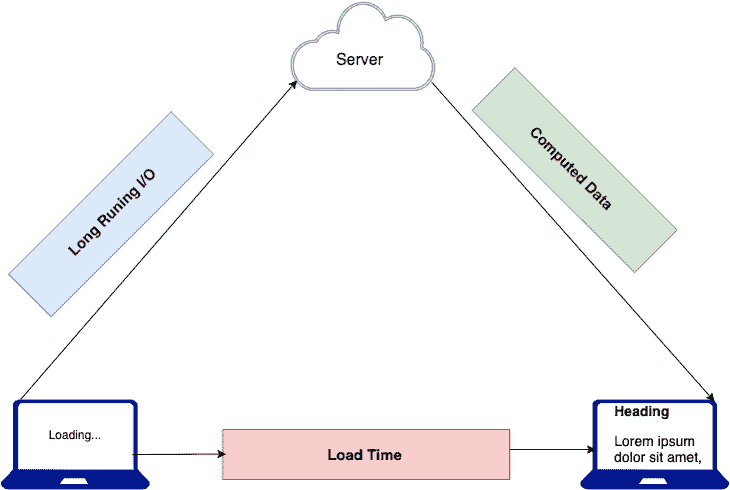 Server
Long Runing I/O
Computed Data
Loading...
Load Time
Heading
Lorem ipsum
dolor sit amet,